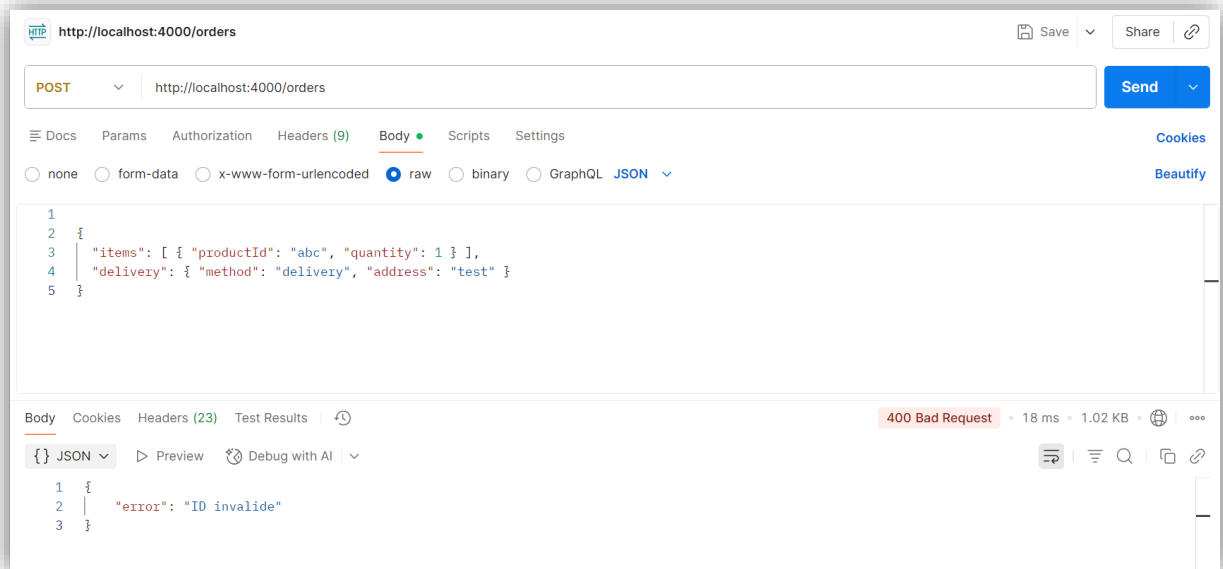 HTTP http://localhost:4000/orders Save Share
POST http://localhost:4000/orders Send
Docs Params Authorization Headers (9) Body Scripts Settings Cookies
none form-data x-www-form-urlencoded raw binary GraphQL JSON Beautify
1
2 {
3 "items": [ { "productId": "abc", "quantity": 1 } ],
4 "delivery": { "method": "delivery", "address": "test" }
5 }
Body Cookies Headers (23) Test Results 400 Bad Request • 18 ms • 1.02 KB •
{} JSON Preview Debug with AI
1 {
2 "error": "ID invalide"
3 }